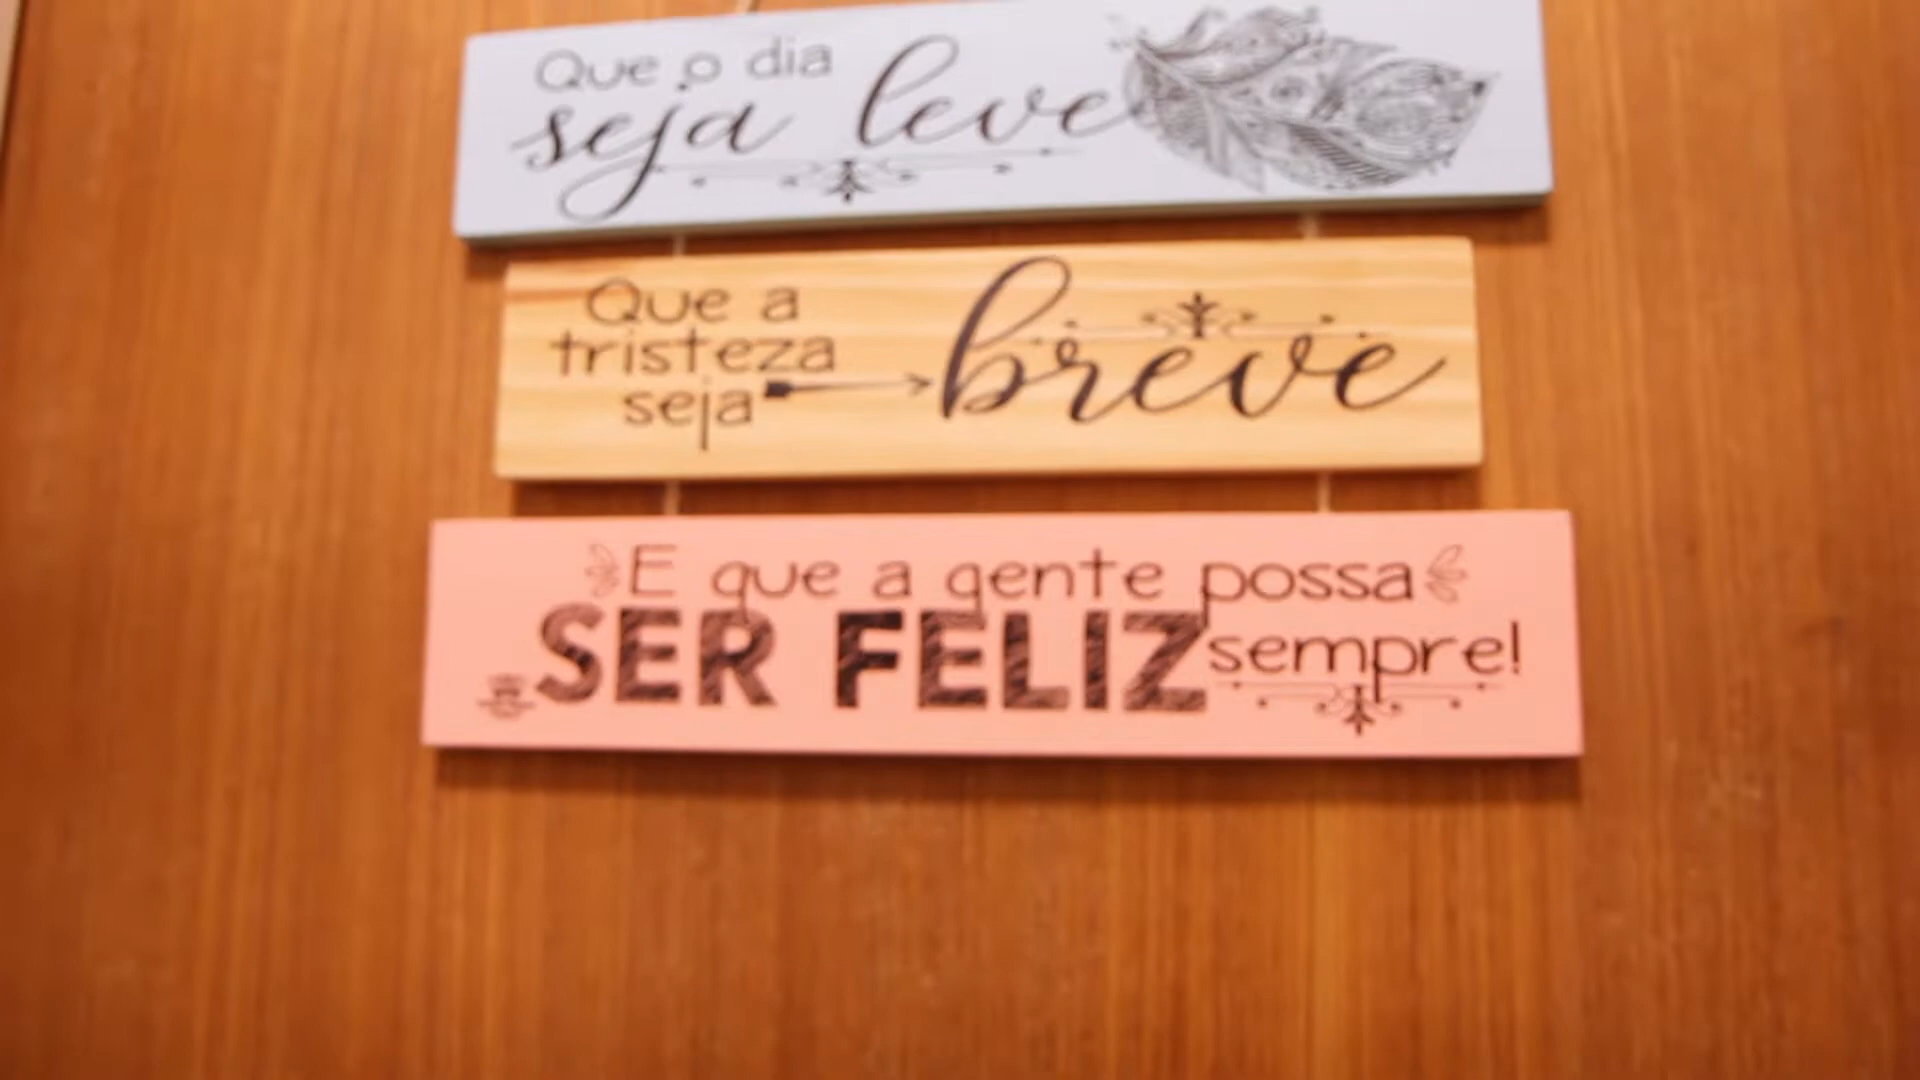 Que o dia
seja leve
Que a
tristeza
seja
breve
E que a gente possa
SER FELIZ sempre!